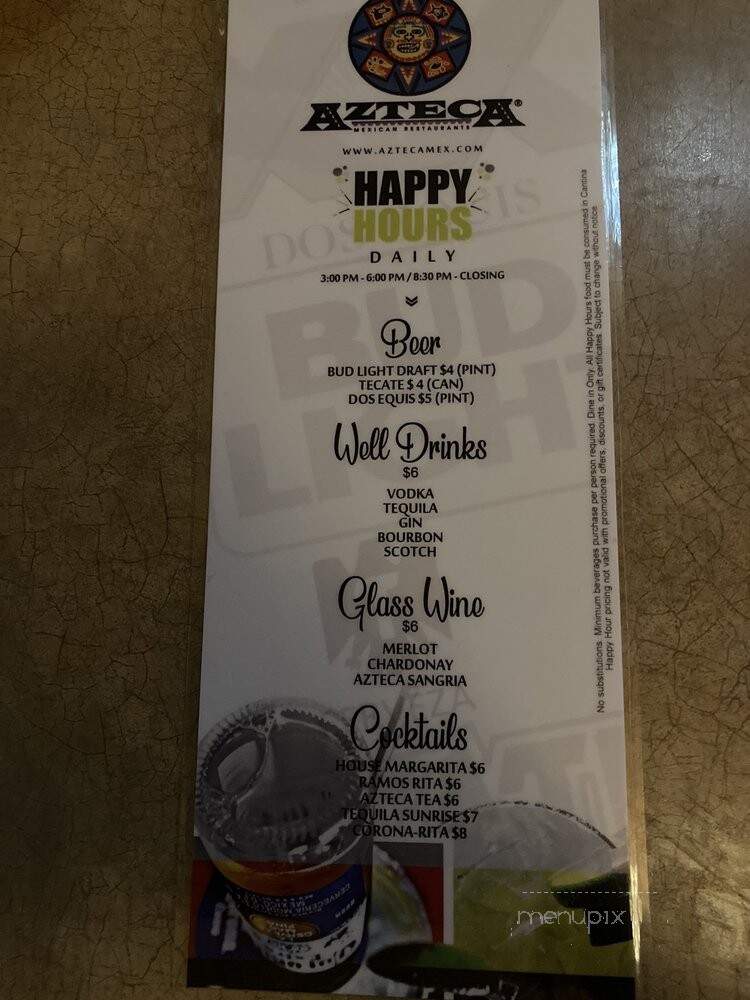 AZTECA®
MEXICAN RESTAURANTS
WWW.AZTECAMEX.COM
HAPPY
HOURS
DAILY
3:00 PM - 6:00 PM / 8:30 PM - CLOSING
Beer
BUD LIGHT DRAFT $4 (PINT)
TECATE $ 4 (CAN)
DOS EQUIS $5 (PINT)
Well Drinks
$6
VODKA
TEQUILA
GIN
BOURBON
SCOTCH
Glass Wine
$6
MERLOT
CHARDONAY
AZTECA SANGRIA
Cocktails
HOUSE MARGARITA $6
RAMOS RITA $6
AZTECA TEA $6
TEQUILA SUNRISE $7
CORONA-RITA $8
No substitutions. Minimum beverages purchase per person required. Dine in Only. All Happy Hours food must be consumed in Cantina
Happy Hour pricing not valid with promotional offers, discounts, or gift certificates. Subject to change without notice
BUD
LIGHT
menupix